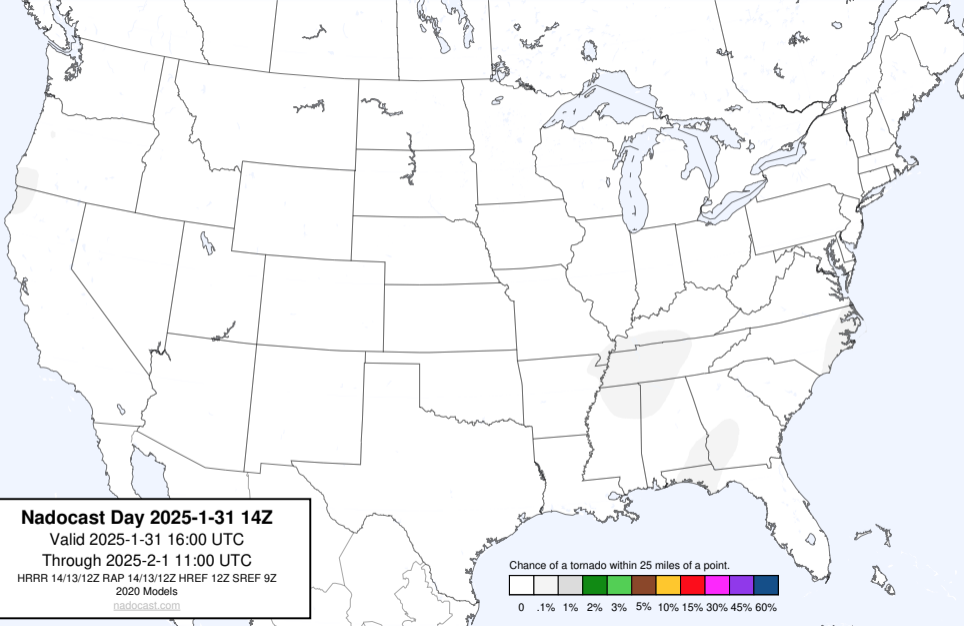 Nadocast Day 2025-1-31 14Z
Valid 2025-1-31 16:00 UTC
Through 2025-2-1 11:00 UTC
HRRR 14/13/12Z RAP 14/13/12Z HREF 12Z SREF 9Z
2020 Models
nadocast.com
Chance of a tornado within 25 miles of a point.
0 .1% 1% 2% 3% 5% 10% 15% 30% 45% 60%